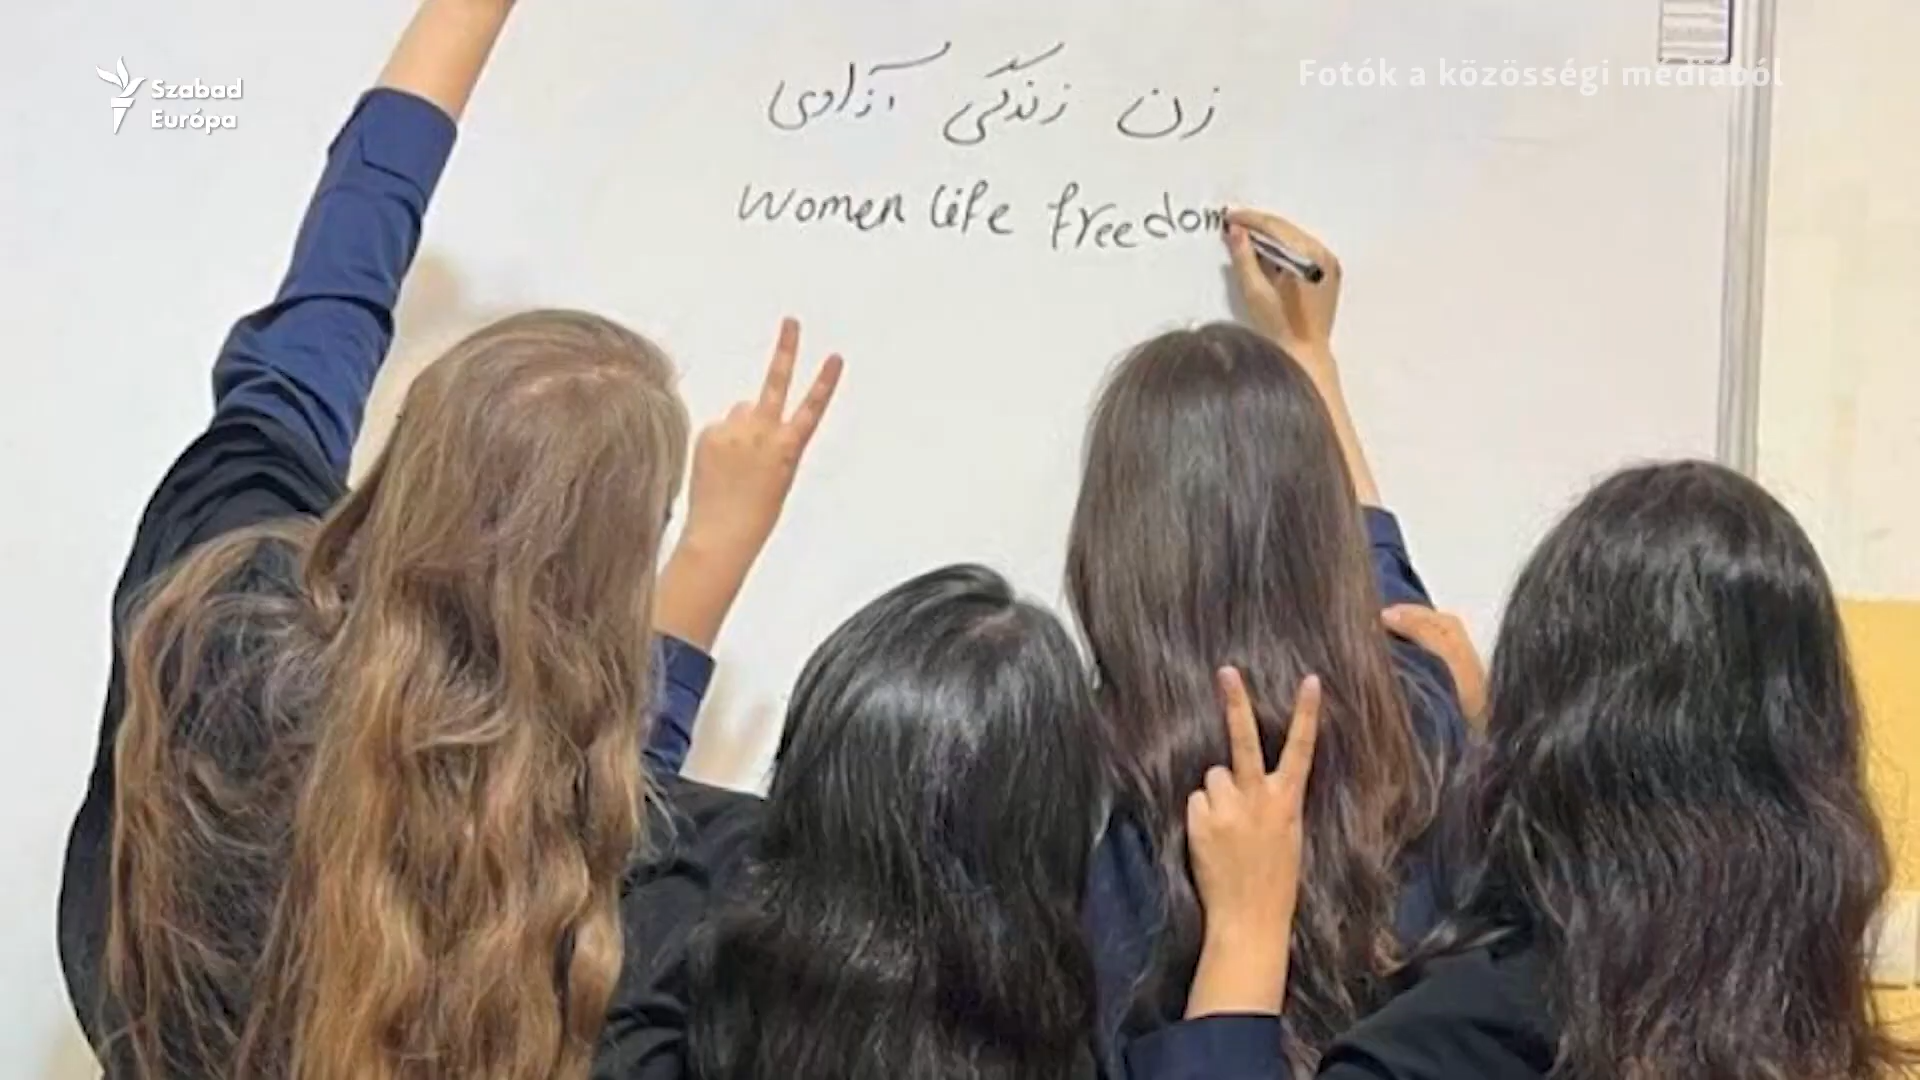 Szabad
Európa
Fotók a közösségi médiából
زن زندگی آزادی
Women life freedom